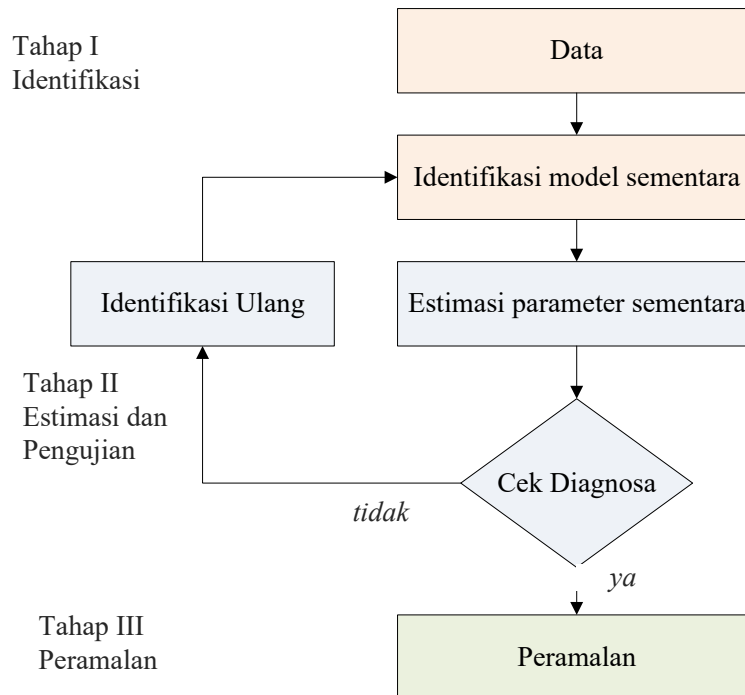 Tahap I
Identifikasi
Data
Identifikasi model sementara
Identifikasi Ulang
Estimasi parameter sementara
Tahap II
Estimasi dan
Pengujian
Cek Diagnosa
tidak
ya
Tahap III
Peramalan
Peramalan